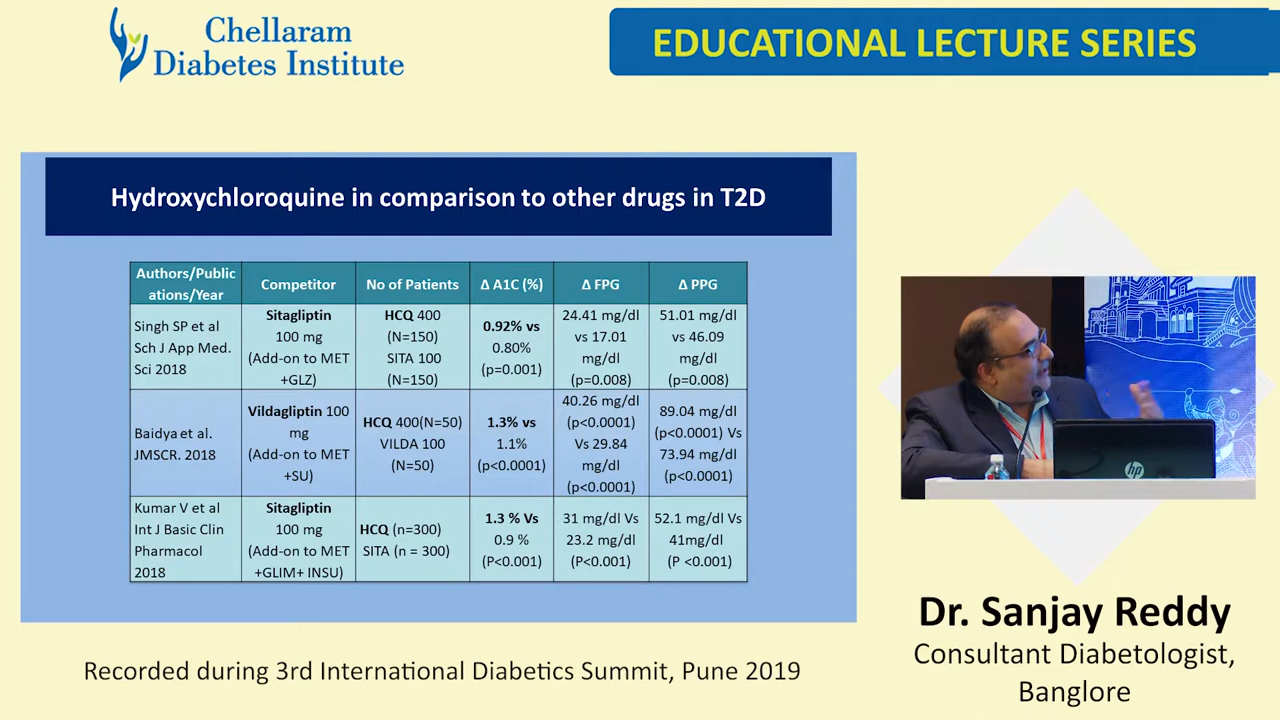 Chellaram
Diabetes Institute
EDUCATIONAL LECTURE SERIES
Hydroxychloroquine in comparison to other drugs in T2D
Authors/Public
ations/Year
Competitor
No of Patients
Δ A1C (%)
Δ FPG
Δ PPG
Singh SP et al
Sch J App Med.
Sci 2018
Sitagliptin
100 mg
(Add-on to MET
+GLZ)
HCQ 400
(N=150)
SITA 100
(N=150)
0.92% vs
0.80%
(p=0.001)
24.41 mg/dl
vs 17.01
mg/dl
(p=0.008)
51.01 mg/dl
vs 46.09
mg/dl
(p=0.008)
Baidya et al.
JMSCR. 2018
Vildagliptin 100
mg
(Add-on to MET
+SU)
HCQ 400(N=50)
VILDA 100
(N=50)
1.3% vs
1.1%
(p<0.0001)
40.26 mg/dl
(p<0.0001)
Vs 29.84
mg/dl
(p<0.0001)
89.04 mg/dl
(p<0.0001) Vs
73.94 mg/dl
(p<0.0001)
Kumar V et al
Int J Basic Clin
Pharmacol
2018
Sitagliptin
100 mg
(Add-on to MET
+GLIM+ INSU)
HCQ (n=300)
SITA (n = 300)
1.3 % Vs
0.9 %
(P<0.001)
31 mg/dl Vs
23.2 mg/dl
(P<0.001)
52.1 mg/dl Vs
41mg/dl
(P <0.001)
hp
Dr. Sanjay Reddy
Consultant Diabetologist,
Banglore
Recorded during 3rd International Diabetics Summit, Pune 2019